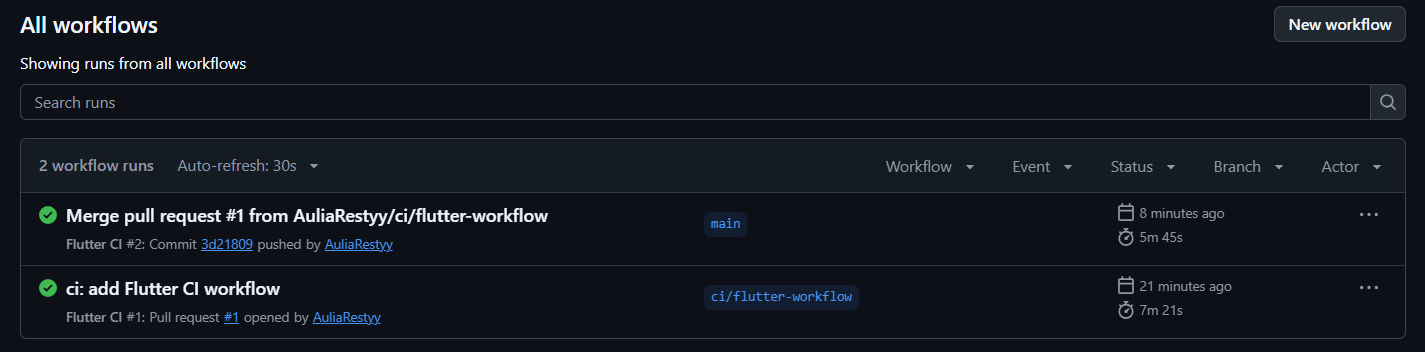 All workflows
New workflow
Showing runs from all workflows
Search runs
2 workflow runs Auto-refresh: 30s Workflow Event Status Branch Actor
Merge pull request #1 from AuliaRestyy/ci/flutter-workflow
Flutter CI #2: Commit 3d21809 pushed by AuliaRestyy
main
8 minutes ago
5m 45s
ci: add Flutter CI workflow
Flutter CI #1: Pull request #1 opened by AuliaRestyy
ci/flutter-workflow
21 minutes ago
7m 21s